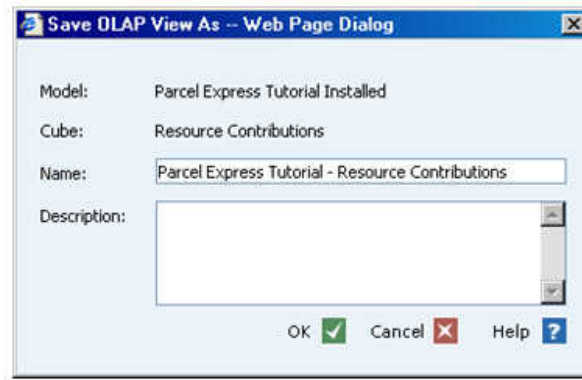 Save OLAP View As -- Web Page Dialog
Model: Parcel Express Tutorial Installed
Cube: Resource Contributions
Name: Parcel Express Tutorial - Resource Contributions
Description:
OK Cancel Help ?